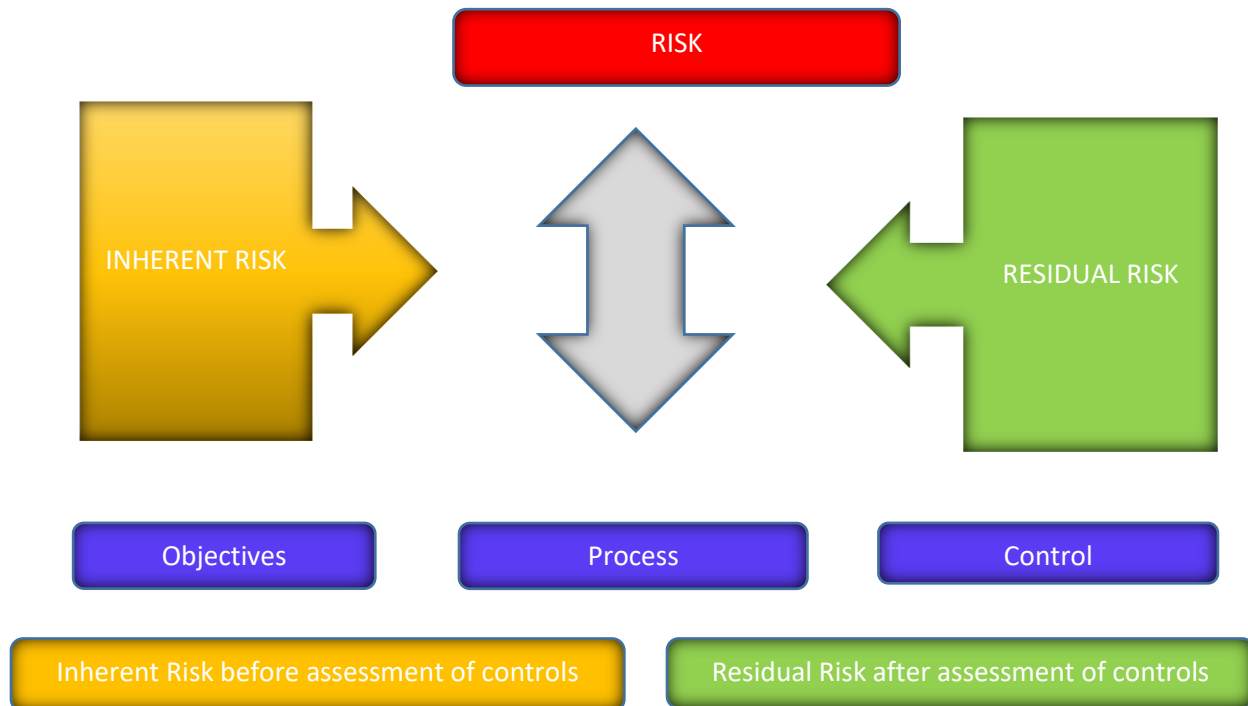 RISK
INHERENT RISK
RESIDUAL RISK
Objectives
Process
Control
Inherent Risk before assessment of controls
Residual Risk after assessment of controls